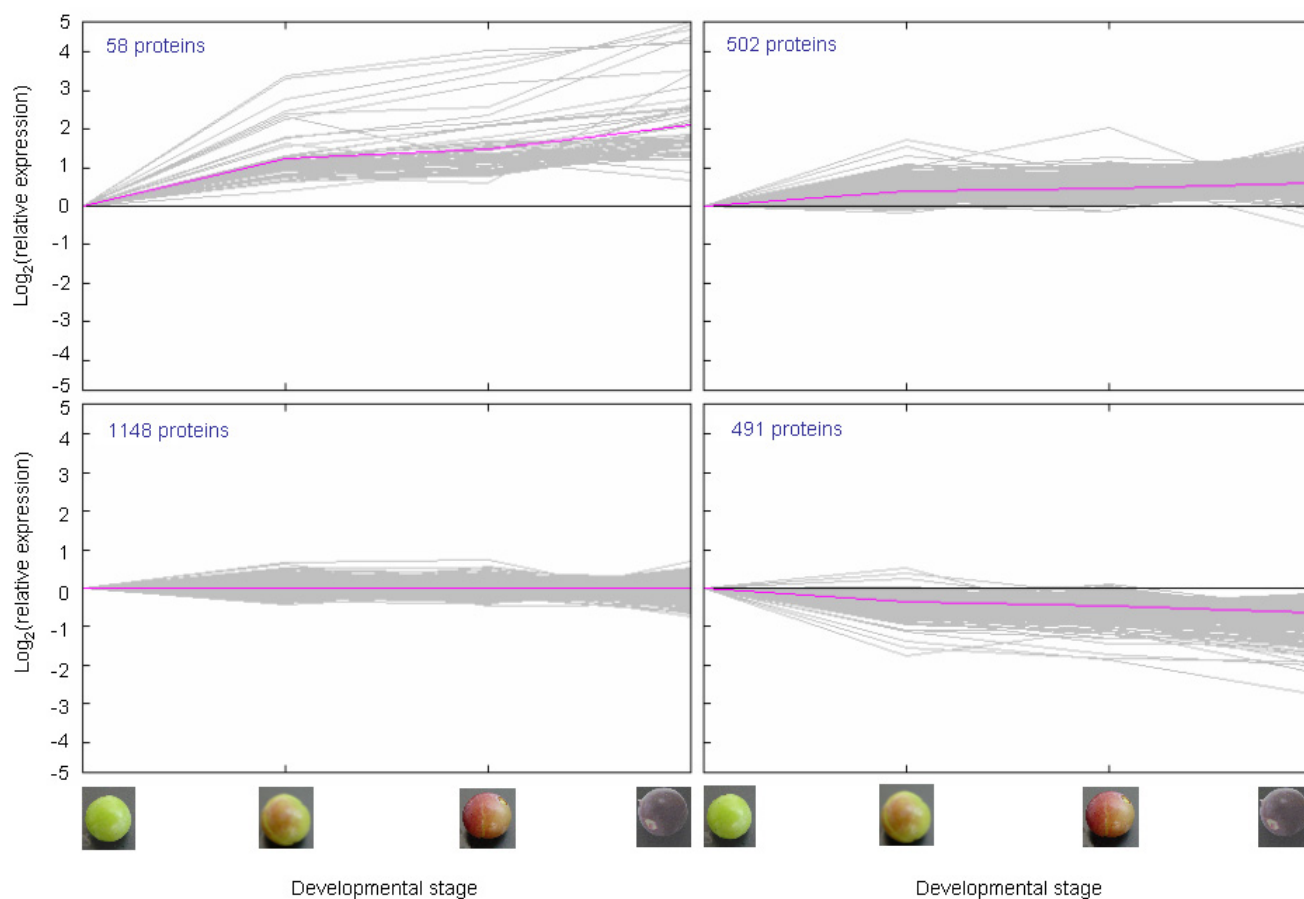 58 proteins
502 proteins
Log2(relative expression)
5
4
3
2
1
0
-1
-2
-3
-4
-5
1148 proteins
491 proteins
Log2(relative expression)
5
4
3
2
1
0
-1
-2
-3
-4
-5
Developmental stage
Developmental stage